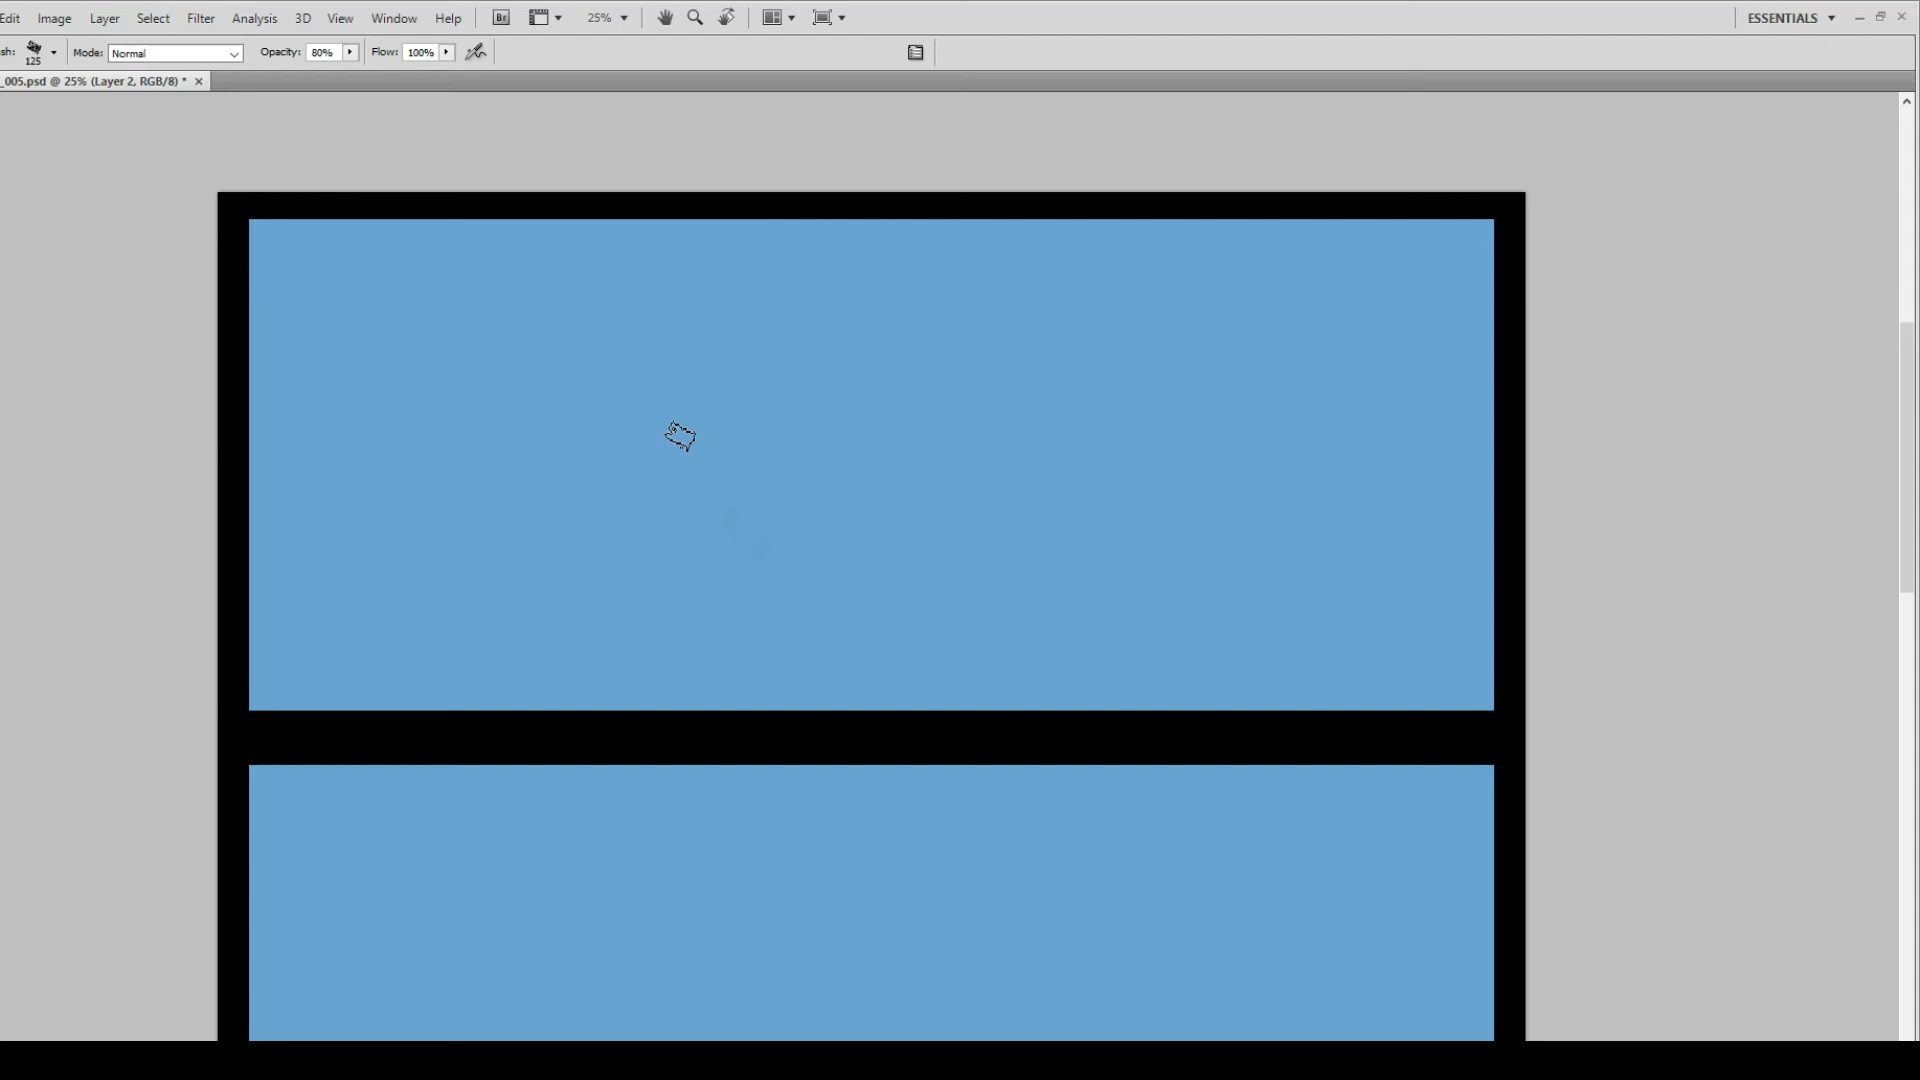 Edit Image Layer Select Filter Analysis 3D View Window Help Br 25% ESSENTIALS
sh: 125 Mode: Normal Opacity: 80% Flow: 100%
_005.psd @ 25% (Layer 2, RGB/8) *